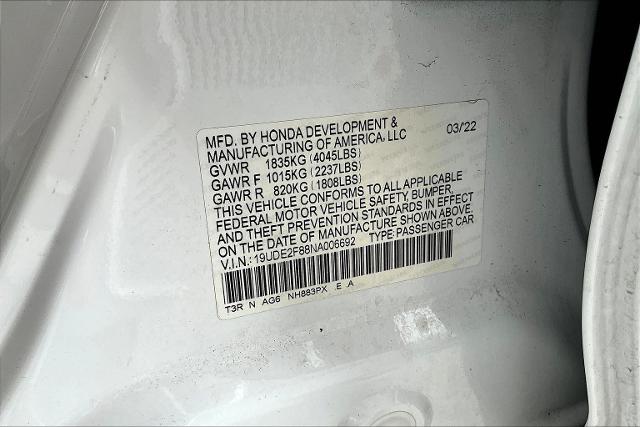 MFD. BY HONDA DEVELOPMENT & 03/22
MANUFACTURING OF AMERICA, LLC
GVWR 1835KG (4045LBS)
GAWR F 1015KG (2237LBS)
GAWR R 820KG (1808LBS)
THIS VEHICLE CONFORMS TO ALL APPLICABLE
FEDERAL MOTOR VEHICLE SAFETY, BUMPER,
AND THEFT PREVENTION STANDARDS IN EFFECT
ON THE DATE OF MANUFACTURE SHOWN ABOVE.
V.I.N.: 19UDE2F88NA006692 TYPE: PASSENGER CAR
T3R N AG6 NH883PX E A